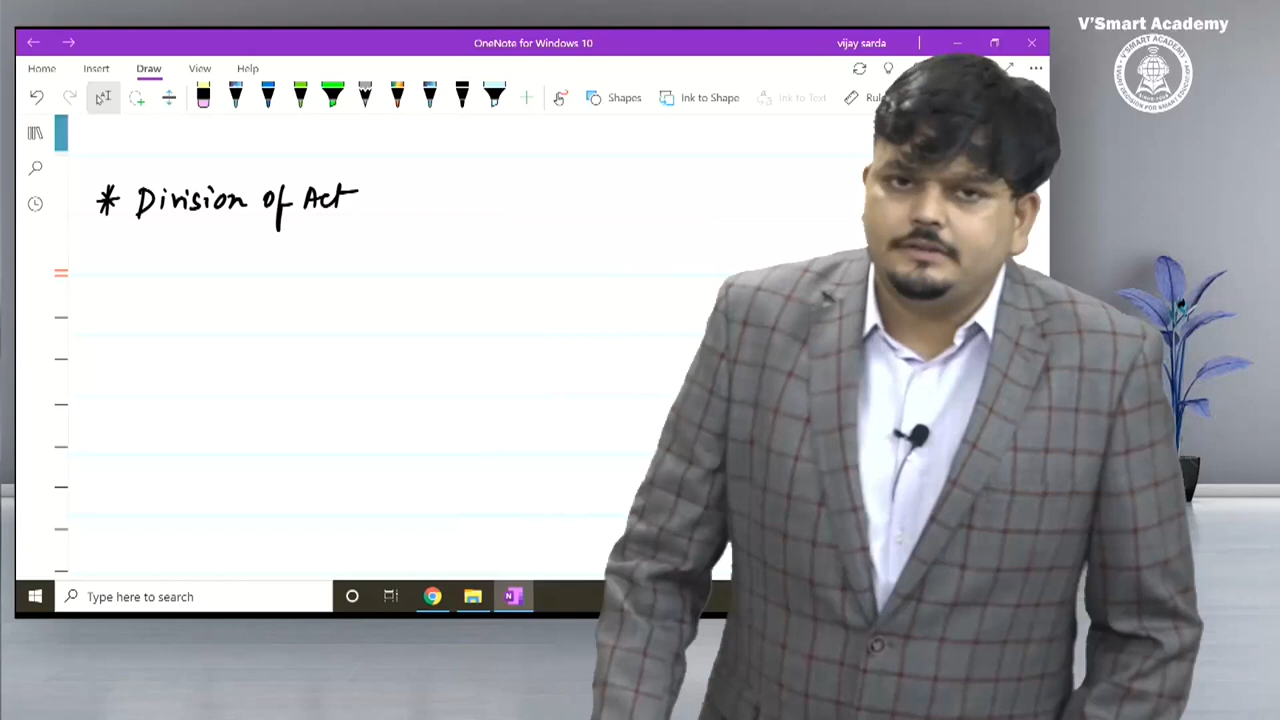 V'Smart Academy
OneNote for Windows 10
vijay sarda
Home Insert Draw View Help
Shapes Ink to Shape Ink to Text
* Division of Act
Type here to search